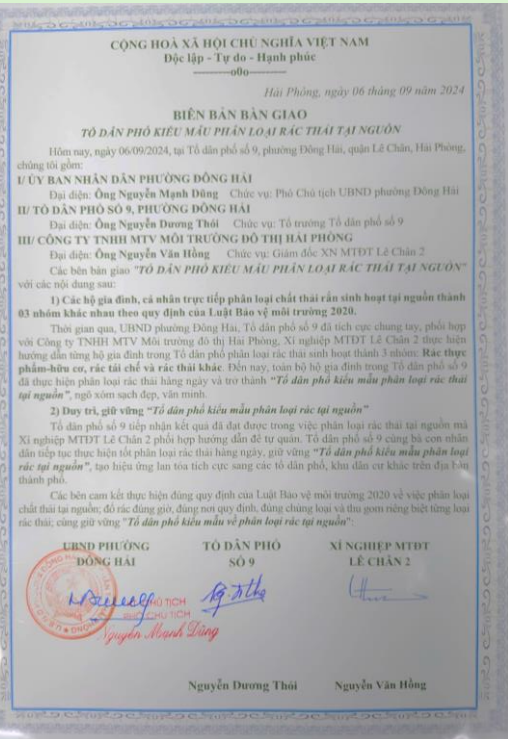 CỘNG HOÀ XÃ HỘI CHỦ NGHĨA VIỆT NAM
Độc lập - Tự do - Hạnh phúc
---------o0o---------
Hải Phòng, ngày 06 tháng 09 năm 2024
BIÊN BẢN BÀN GIAO
TỔ DÂN PHỐ KIỂU MẪU PHÂN LOẠI RÁC THẢI TẠI NGUỒN
Hôm nay, ngày 06/09/2024, tại Tổ dân phố số 9, phường Đông Hải, quận Lê Chân, Hải Phòng,
chúng tôi gồm:
I/ ỦY BAN NHÂN DÂN PHƯỜNG ĐÔNG HẢI
Đại diện: Ông Nguyễn Mạnh Dũng Chức vụ: Phó Chủ tịch UBND phường Đông Hải
II/ TỔ DÂN PHỐ SỐ 9, PHƯỜNG ĐÔNG HẢI
Đại diện: Ông Nguyễn Dương Thói Chức vụ: Tổ trưởng Tổ dân phố số 9
III/ CÔNG TY TNHH MTV MÔI TRƯỜNG ĐÔ THỊ HẢI PHÒNG
Đại diện: Ông Nguyễn Văn Hồng Chức vụ: Giám đốc XN MTĐT Lê Chân 2
Các bên bàn giao "TỔ DÂN PHỐ KIỂU MẪU PHÂN LOẠI RÁC THẢI TẠI NGUỒN"
với các nội dung sau:
1) Các hộ gia đình, cá nhân trực tiếp phân loại chất thải rắn sinh hoạt tại nguồn thành
03 nhóm khác nhau theo quy định của Luật Bảo vệ môi trường 2020.
Thời gian qua, UBND phường Đông Hải, Tổ dân phố số 9 đã tích cực chung tay, phối hợp
với Công ty TNHH MTV Môi trường đô thị Hải Phòng, Xí nghiệp MTĐT Lê Chân 2 thực hiện
hướng dẫn từng hộ gia đình trong Tổ dân phố phân loại rác thải sinh hoạt thành 3 nhóm: Rác thực
phẩm-hữu cơ, rác tái chế và rác thải khác. Đến nay, toàn bộ hộ gia đình trong Tổ dân phố số 9
đã thực hiện phân loại rác thải hàng ngày và trở thành "Tổ dân phố kiểu mẫu phân loại rác thải
tại nguồn", ngõ xóm sạch đẹp, văn minh.
2) Duy trì, giữ vững "Tổ dân phố kiểu mẫu phân loại rác tại nguồn"
Tổ dân phố số 9 tiếp nhận kết quả đã đạt được trong việc phân loại rác thải tại nguồn mà
Xí nghiệp MTĐT Lê Chân 2 phối hợp hướng dẫn để tự quản. Tổ dân phố số 9 cùng bà con nhân
dân tiếp tục thực hiện tốt phân loại rác thải hàng ngày, giữ vững "Tổ dân phố kiểu mẫu phân loại
rác tại nguồn", tạo hiệu ứng lan tỏa tích cực sang các tổ dân phố, khu dân cư khác trên địa bàn
thành phố.
Các bên cam kết thực hiện đúng quy định của Luật Bảo vệ môi trường 2020 về việc phân loại
chất thải tại nguồn; đổ rác đúng giờ, đúng nơi quy định, đúng chủng loại và thu gom riêng biệt từng loại
rác thải; cùng giữ vững "Tổ dân phố kiểu mẫu về phân loại rác tại nguồn":
UBND PHƯỜNG TỔ DÂN PHỐ XÍ NGHIỆP MTĐT
ĐÔNG HẢI SỐ 9 LÊ CHÂN 2
CHỦ TỊCH
PHÓ CHỦ TỊCH
Nguyễn Mạnh Dũng
Nguyễn Dương Thói Nguyễn Văn Hồng